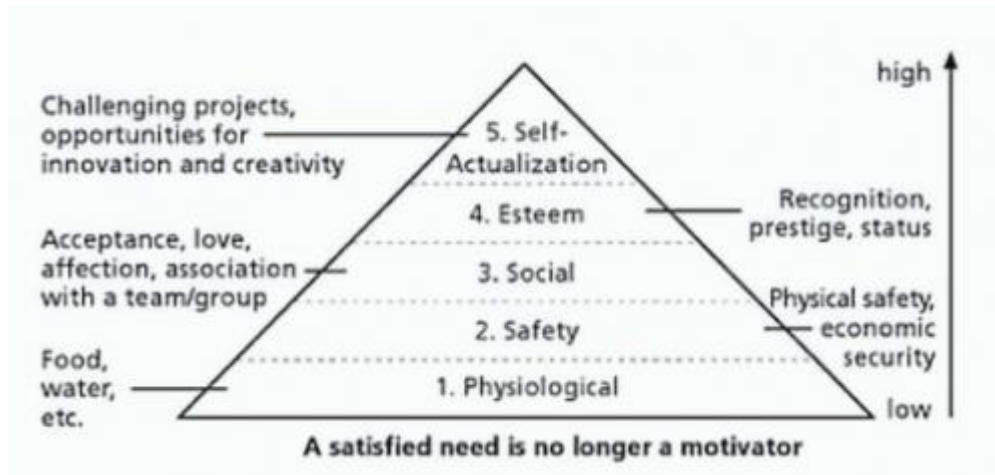 high
Challenging projects,
opportunities for
innovation and creativity
5. Self-
Actualization
Recognition,
prestige, status
4. Esteem
Acceptance, love,
affection, association
with a team/group
3. Social
Physical safety,
economic
security
2. Safety
Food,
water,
etc.
1. Physiological
low
A satisfied need is no longer a motivator